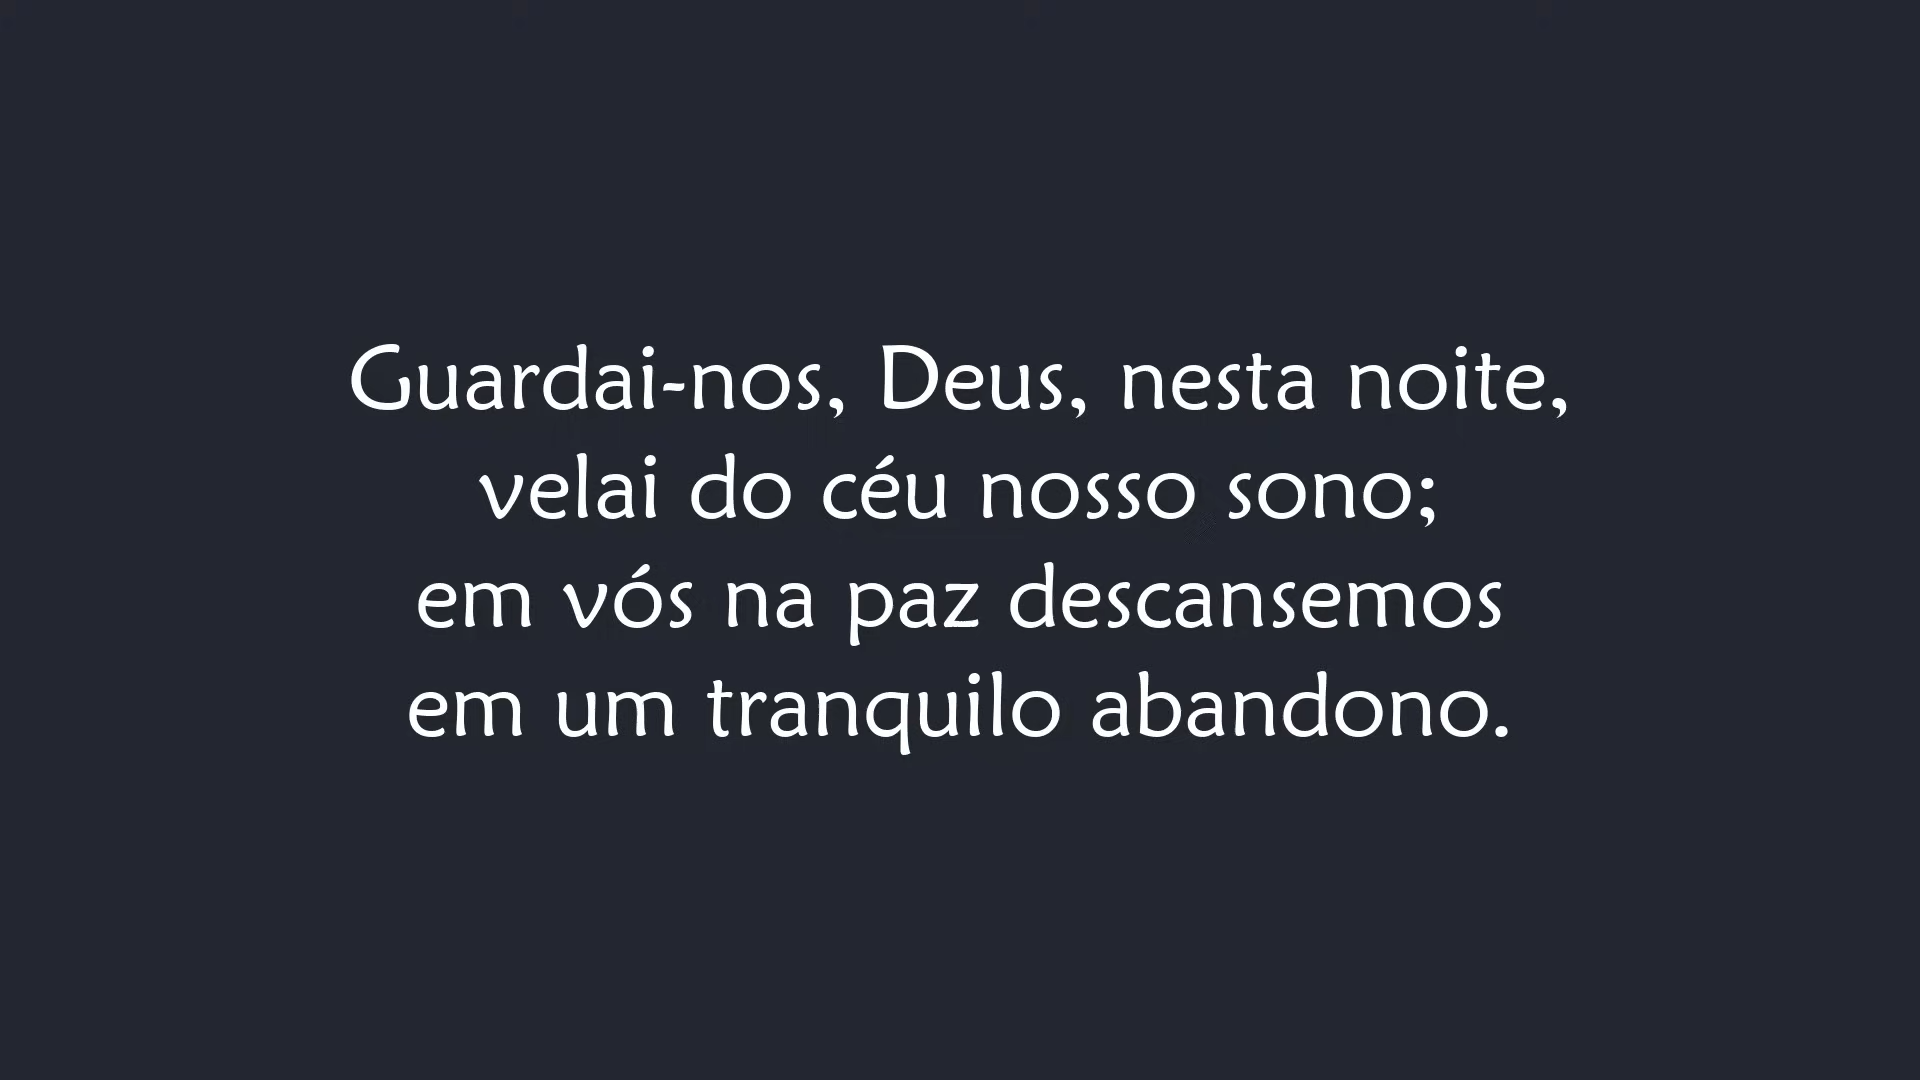 Guardai-nos, Deus, nesta noite,
velai do céu nosso sono;
em vós na paz descansemos
em um tranquilo abandono.